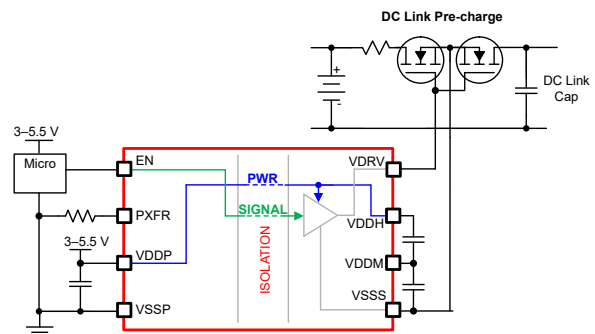 DC Link Pre-charge
+
-
DC Link
Cap
3–5.5 V
Micro
EN
VDRV
PWR
PXFR
SIGNAL
VDDH
3–5.5 V
ISOLATION
VDDP
VDDM
VSSP
VSSS